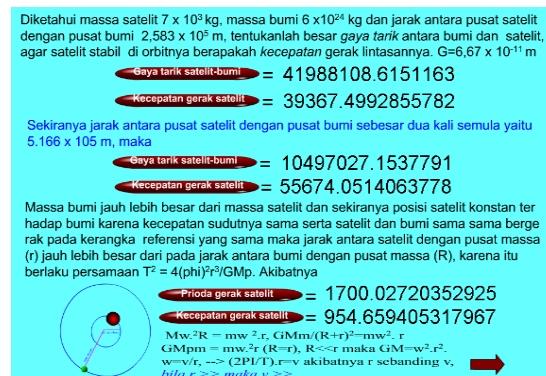 Diketahui massa satelit 7 x 10³ kg, massa bumi 6 x10²⁴ kg dan jarak antara pusat satelit
dengan pusat bumi 2,583 x 10⁵ m, tentukanlah besar gaya tarik antara bumi dan satelit,
agar satelit stabil di orbitnya berapakah kecepatan gerak lintasannya. G=6,67 x 10⁻¹¹ m
Gaya tarik satelit-bumi = 41988108.6151163
Kecepatan gerak satelit = 39367.4992855782
Sekiranya jarak antara pusat satelit dengan pusat bumi sebesar dua kali semula yaitu
5.166 x 105 m, maka
Gaya tarik satelit-bumi = 10497027.1537791
Kecepatan gerak satelit = 55674.0514063778
Massa bumi jauh lebih besar dari massa satelit dan sekiranya posisi satelit konstan ter
hadap bumi karena kecepatan sudutnya sama serta satelit dan bumi sama sama berge
rak pada kerangka referensi yang sama maka jarak antara satelit dengan pusat massa
(r) jauh lebih besar dari pada jarak antara bumi dengan pusat massa (R), karena itu
berlaku persamaan T² = 4(phi)²r³/GMp. Akibatnya
Prioda gerak satelit = 1700.02720352925
Kecepatan gerak satelit = 954.659405317967
Mw.²R = mw ².r, GMm/(R+r)²=mw². r
GMpm = mw.²r (R=r), R<<r maka GM=w².r².
w=v/r, --> (2PI/T).r=v akibatnya r sebanding v,
bila r >> maka v >>